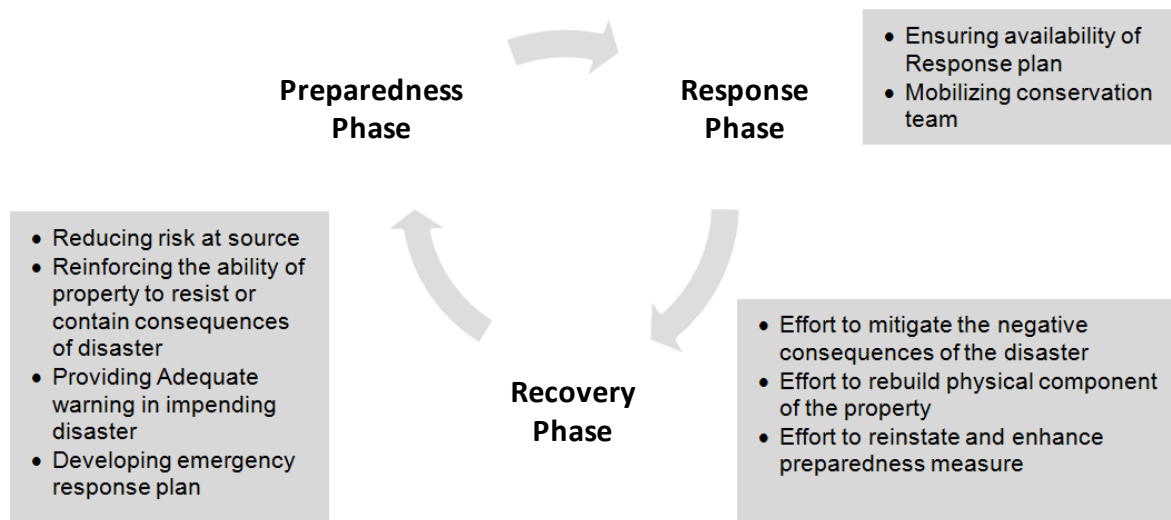 Preparedness
Phase
Response
Phase
• Ensuring availability of
Response plan
• Mobilizing conservation
team
• Reducing risk at source
• Reinforcing the ability of
property to resist or
contain consequences
of disaster
• Providing Adequate
warning in impending
disaster
• Developing emergency
response plan
Recovery
Phase
• Effort to mitigate the negative
consequences of the disaster
• Effort to rebuild physical component
of the property
• Effort to reinstate and enhance
preparedness measure